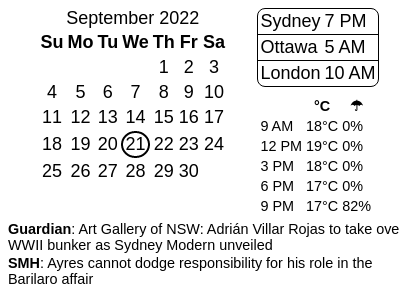 September 2022
Su Mo Tu We Th Fr Sa
1 2 3
4 5 6 7 8 9 10
11 12 13 14 15 16 17
18 19 20 21 22 23 24
25 26 27 28 29 30
Sydney 7 PM
Ottawa 5 AM
London 10 AM
°C ☂
9 AM 18°C 0%
12 PM 19°C 0%
3 PM 18°C 0%
6 PM 17°C 0%
9 PM 17°C 82%
Guardian: Art Gallery of NSW: Adrián Villar Rojas to take ove
WWII bunker as Sydney Modern unveiled
SMH: Ayres cannot dodge responsibility for his role in the
Barilaro affair